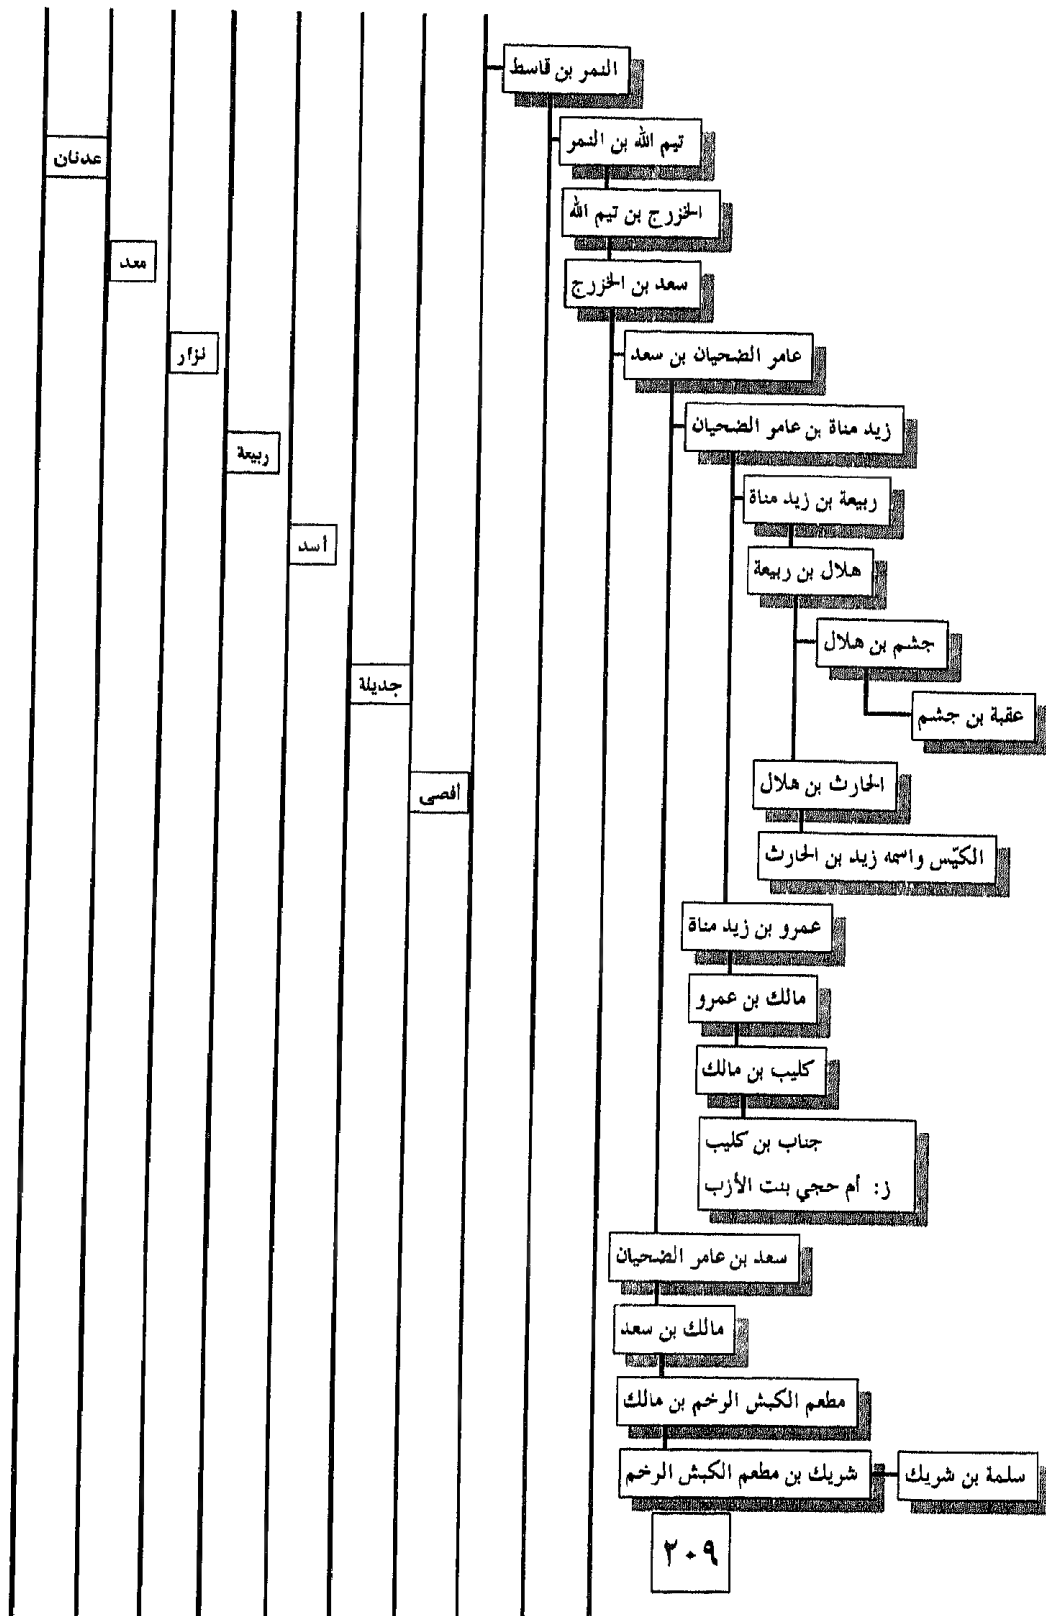 النمر بن قاسط
تيم الله بن النمر
عدنان
الخزرج بن تيم الله
معد
سعد بن الخزرج
عامر الضحيان بن سعد
نزار
زيد مناة بن عامر الضحيان
ربيعة
ربيعة بن زيد مناة
أسد
هلال بن ربيعة
جشم بن هلال
جديلة
عقبة بن جشم
الحارث بن هلال
أفصى
الكيّس واسمه زيد بن الحارث
عمرو بن زيد مناة
مالك بن عمرو
كليب بن مالك
جناب بن كليب
ز: أم حجي بنت الأزب
سعد بن عامر الضحيان
مالك بن سعد
مطعم الكبش الرخم بن مالك
شريك بن مطعم الكبش الرخم
سلمة بن شريك
٢٠٩